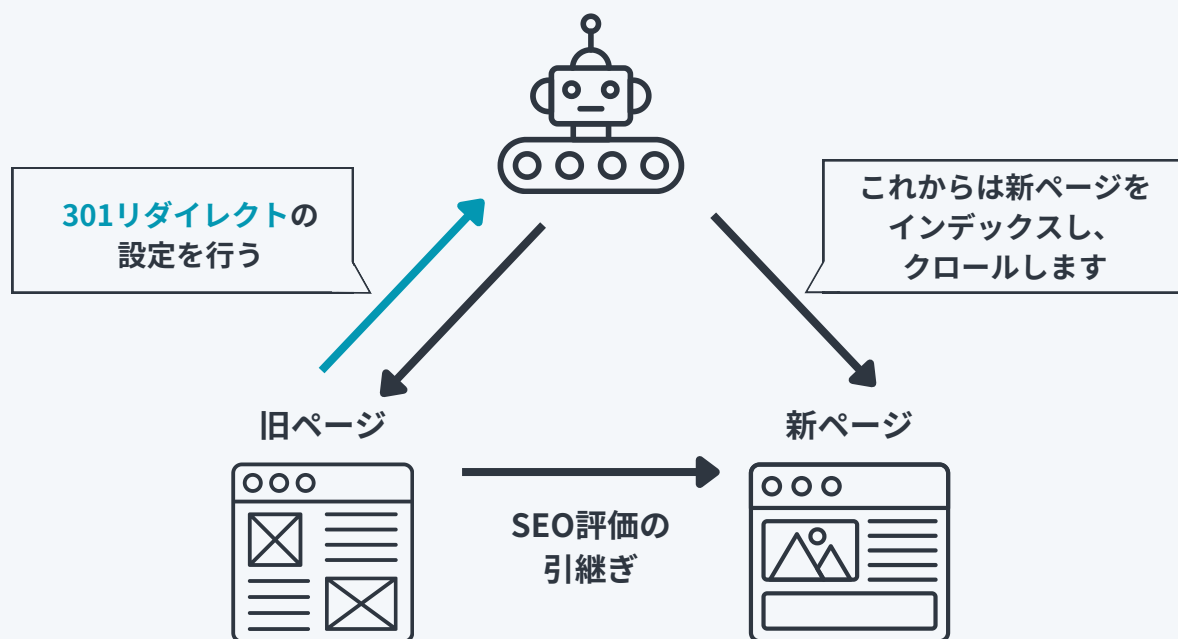 301リダイレクトの
設定を行う
これからは新ページを
インデックスし、
クロールします
旧ページ
新ページ
SEO評価の
引継ぎ